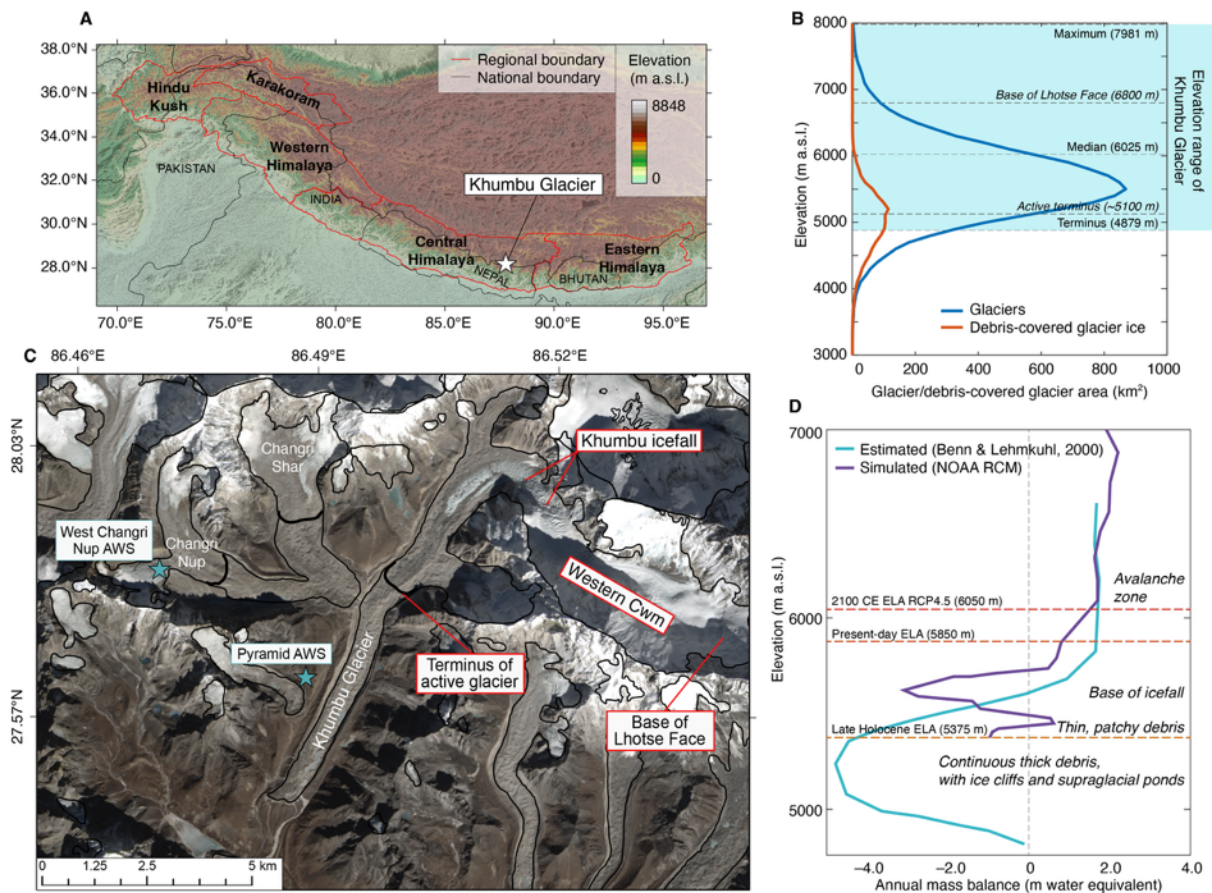 A
38.0°N
36.0°N
34.0°N
32.0°N
30.0°N
28.0°N
70.0°E
75.0°E
80.0°E
85.0°E
90.0°E
95.0°E
Regional boundary
National boundary
Elevation
(m a.s.l.)
8848
0
Hindu
Kush
Karakoram
Western
Himalaya
PAKISTAN
INDIA
Khumbu Glacier
Central
Himalaya
NEPAL
BHUTAN
Eastern
Himalaya
B
8000
7000
6000
5000
4000
3000
Elevation (m a.s.l.)
Maximum (7981 m)
Base of Lhotse Face (6800 m)
Median (6025 m)
Active terminus (~5100 m)
Terminus (4879 m)
Glaciers
Debris-covered glacier ice
0
200
400
600
800
1000
Glacier/debris-covered glacier area (km²)
Elevation range of
Khumbu Glacier
C
86.46°E
86.49°E
86.52°E
28.03°N
27.57°N
Changri
Shar
Khumbu icefall
West Changri
Nup AWS
Changri
Nup
Western Cwm
Pyramid AWS
Khumbu Glacier
Terminus of
active glacier
Base of
Lhotse Face
0
1.25
2.5
5 km
D
7000
6000
5000
Elevation (m a.s.l.)
Estimated (Benn & Lehmkuhl, 2000)
Simulated (NOAA RCM)
Avalanche
zone
2100 CE ELA RCP4.5 (6050 m)
Present-day ELA (5850 m)
Base of icefall
Thin, patchy debris
Late Holocene ELA (5375 m)
Continuous thick debris,
with ice cliffs and supraglacial ponds
–4.0
–2.0
0
2.0
4.0
Annual mass balance (m water equivalent)